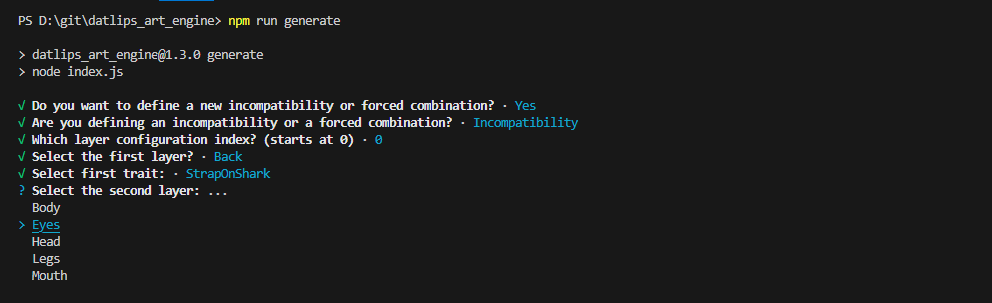 PS D:\git\datlips_art_engine> npm run generate
> datlips_art_engine@1.3.0 generate
> node index.js
√ Do you want to define a new incompatibility or forced combination? · Yes
√ Are you defining an incompatibility or a forced combination? · Incompatibility
√ Which layer configuration index? (starts at 0) · 0
√ Select the first layer? · Back
√ Select first trait: · StrapOnShark
? Select the second layer: ...
Body
> Eyes
Head
Legs
Mouth